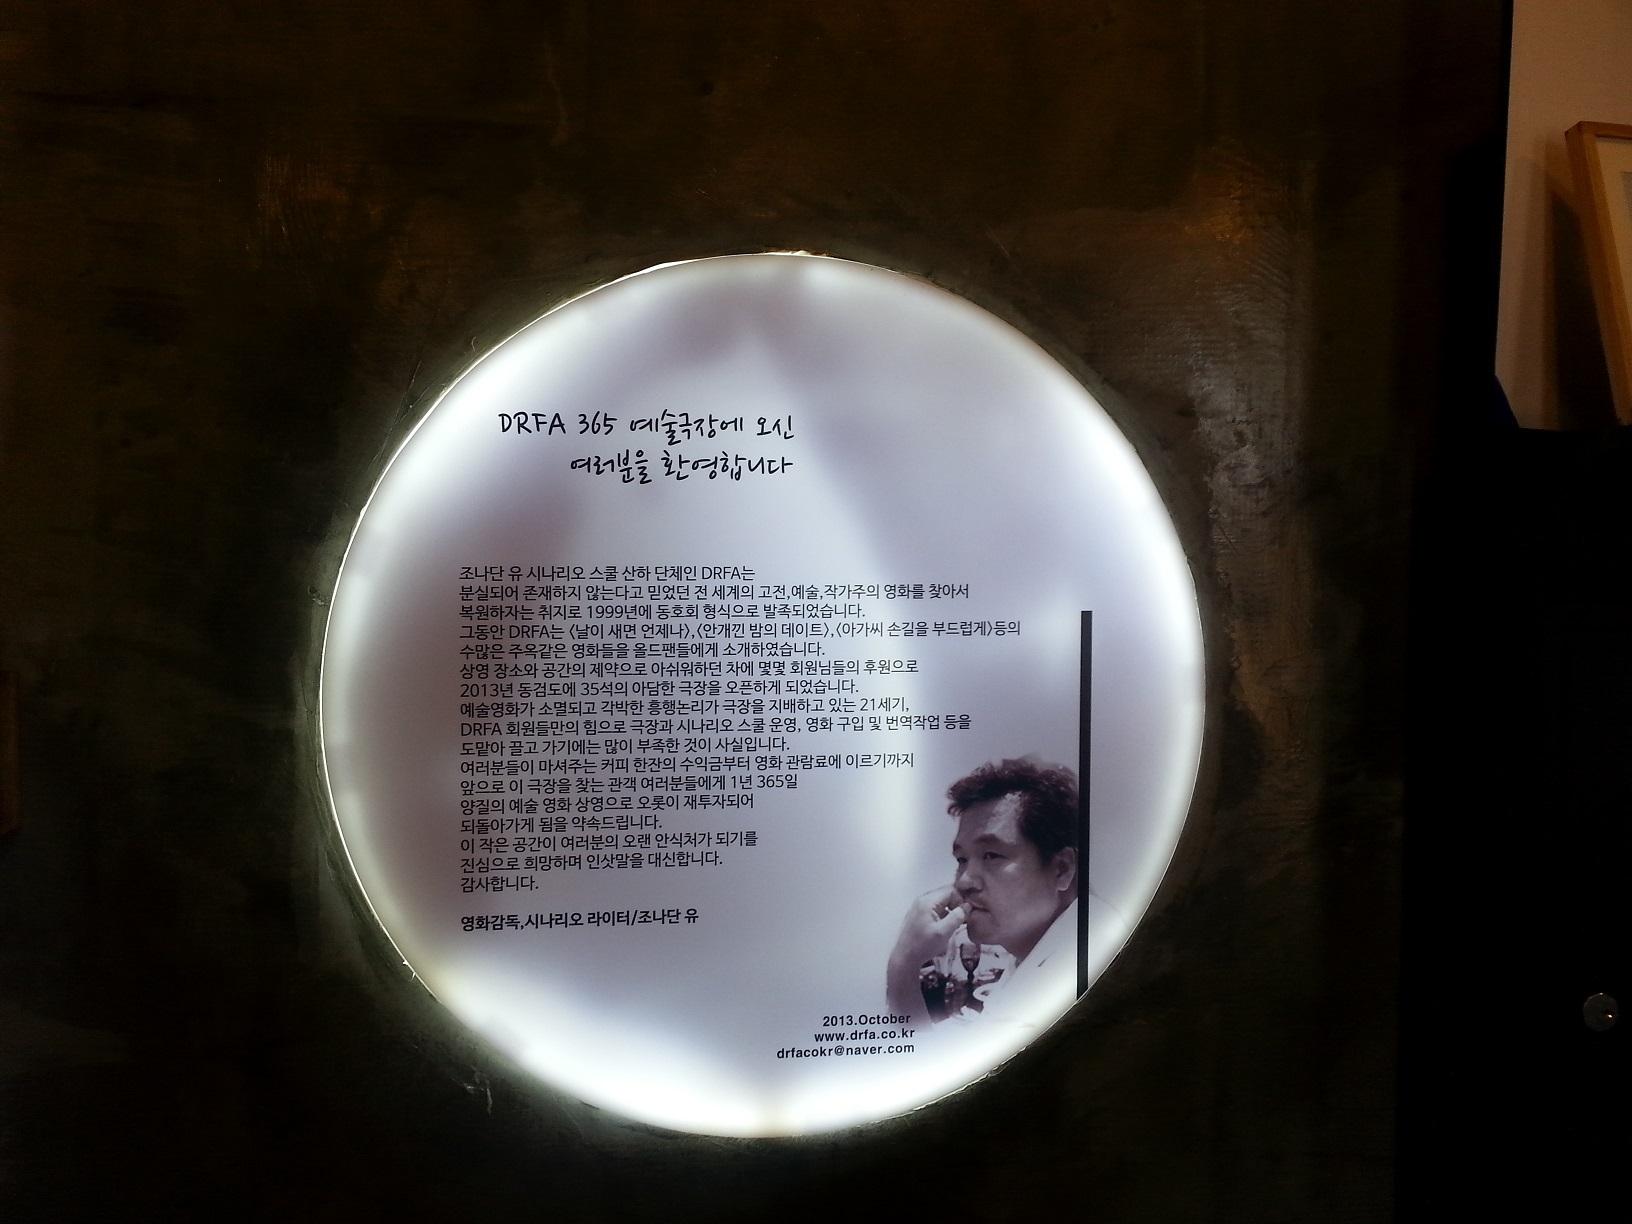 DRFA 365 예술극장에 오신
여러분을 환영합니다
조나단 유 시나리오 스쿨 산하 단체인 DRFA는
분실되어 존재하지 않는다고 믿었던 전 세계의 고전,예술,작가주의 영화를 찾아서
복원하자는 취지로 1999년에 동호회 형식으로 발족되었습니다.
그동안 DRFA는 <날이 새면 언제나>,<안개낀 밤의 데이트>,<아가씨 손길을 부드럽게>등의
수많은 주옥같은 영화들을 올드팬들에게 소개하였습니다.
상영 장소와 공간의 제약으로 아쉬워하던 차에 몇몇 회원님들의 후원으로
2013년 동검도에 35석의 아담한 극장을 오픈하게 되었습니다.
예술영화가 소멸되고 각박한 흥행논리가 극장을 지배하고 있는 21세기,
DRFA 회원들만의 힘으로 극장과 시나리오 스쿨 운영, 영화 구입 및 번역작업 등을
도맡아 끌고 가기에는 많이 부족한 것이 사실입니다.
여러분들이 마셔주는 커피 한잔의 수익금부터 영화 관람료에 이르기까지
앞으로 이 극장을 찾는 관객 여러분들에게 1년 365일
양질의 예술 영화 상영으로 오롯이 재투자되어
되돌아가게 됨을 약속드립니다.
이 작은 공간이 여러분의 오랜 안식처가 되기를
진심으로 희망하며 인삿말을 대신합니다.
감사합니다.
영화감독,시나리오 라이터/조나단 유
2013.October
www.drfa.co.kr
drfacokr@naver.com